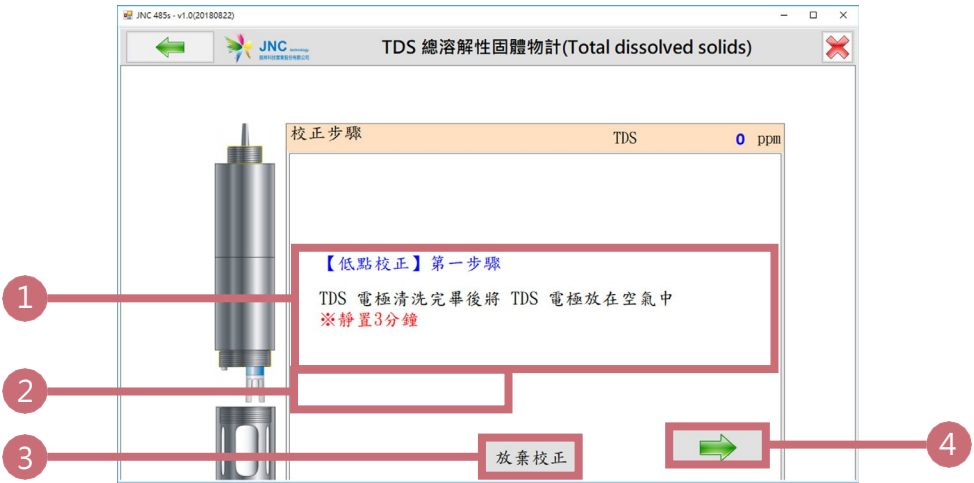 JNC 485s - v1.0(20180822)
JNC technology
TDS 總溶解性固體物計(Total dissolved solids)
校正步驟 TDS 0 ppm
【低點校正】第一步驟
TDS 電極清洗完畢後將 TDS 電極放在空氣中
※靜置3分鐘
1
2
3
放棄校正
4